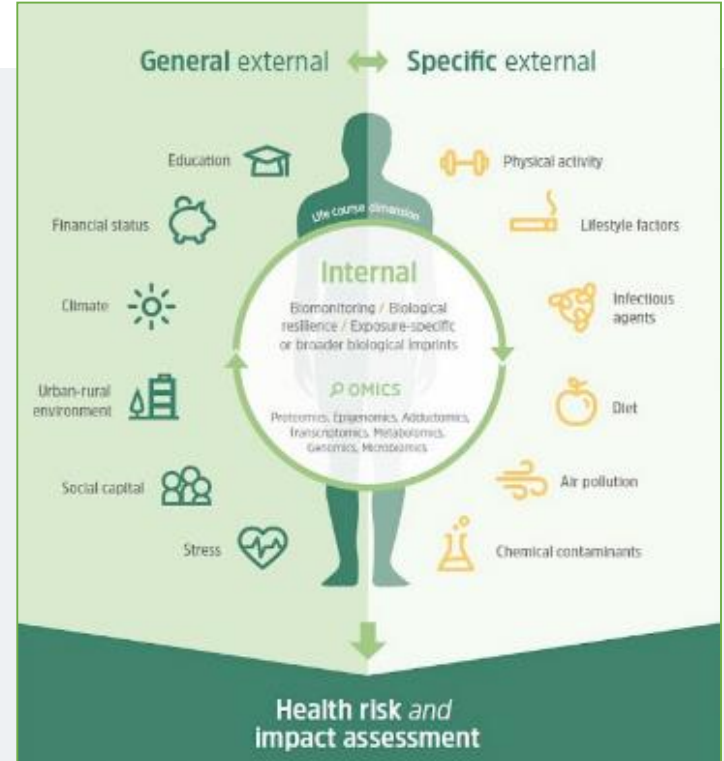 General external
Specific external
Education
Financial status
Climate
Urban-rural
environment
Social capital
Stress
Life course dimension
Internal
Biomonitoring / Biological
resilience / Exposure-specific
or broader biological imprints
OMICS
Proteomics, Epigenomics, Adductomics,
Transcriptomics, Metabolomics,
Genomics, Microbiomics
Physical activity
Lifestyle factors
Infectious
agents
Diet
Air pollution
Chemical contaminants
Health risk and
impact assessment